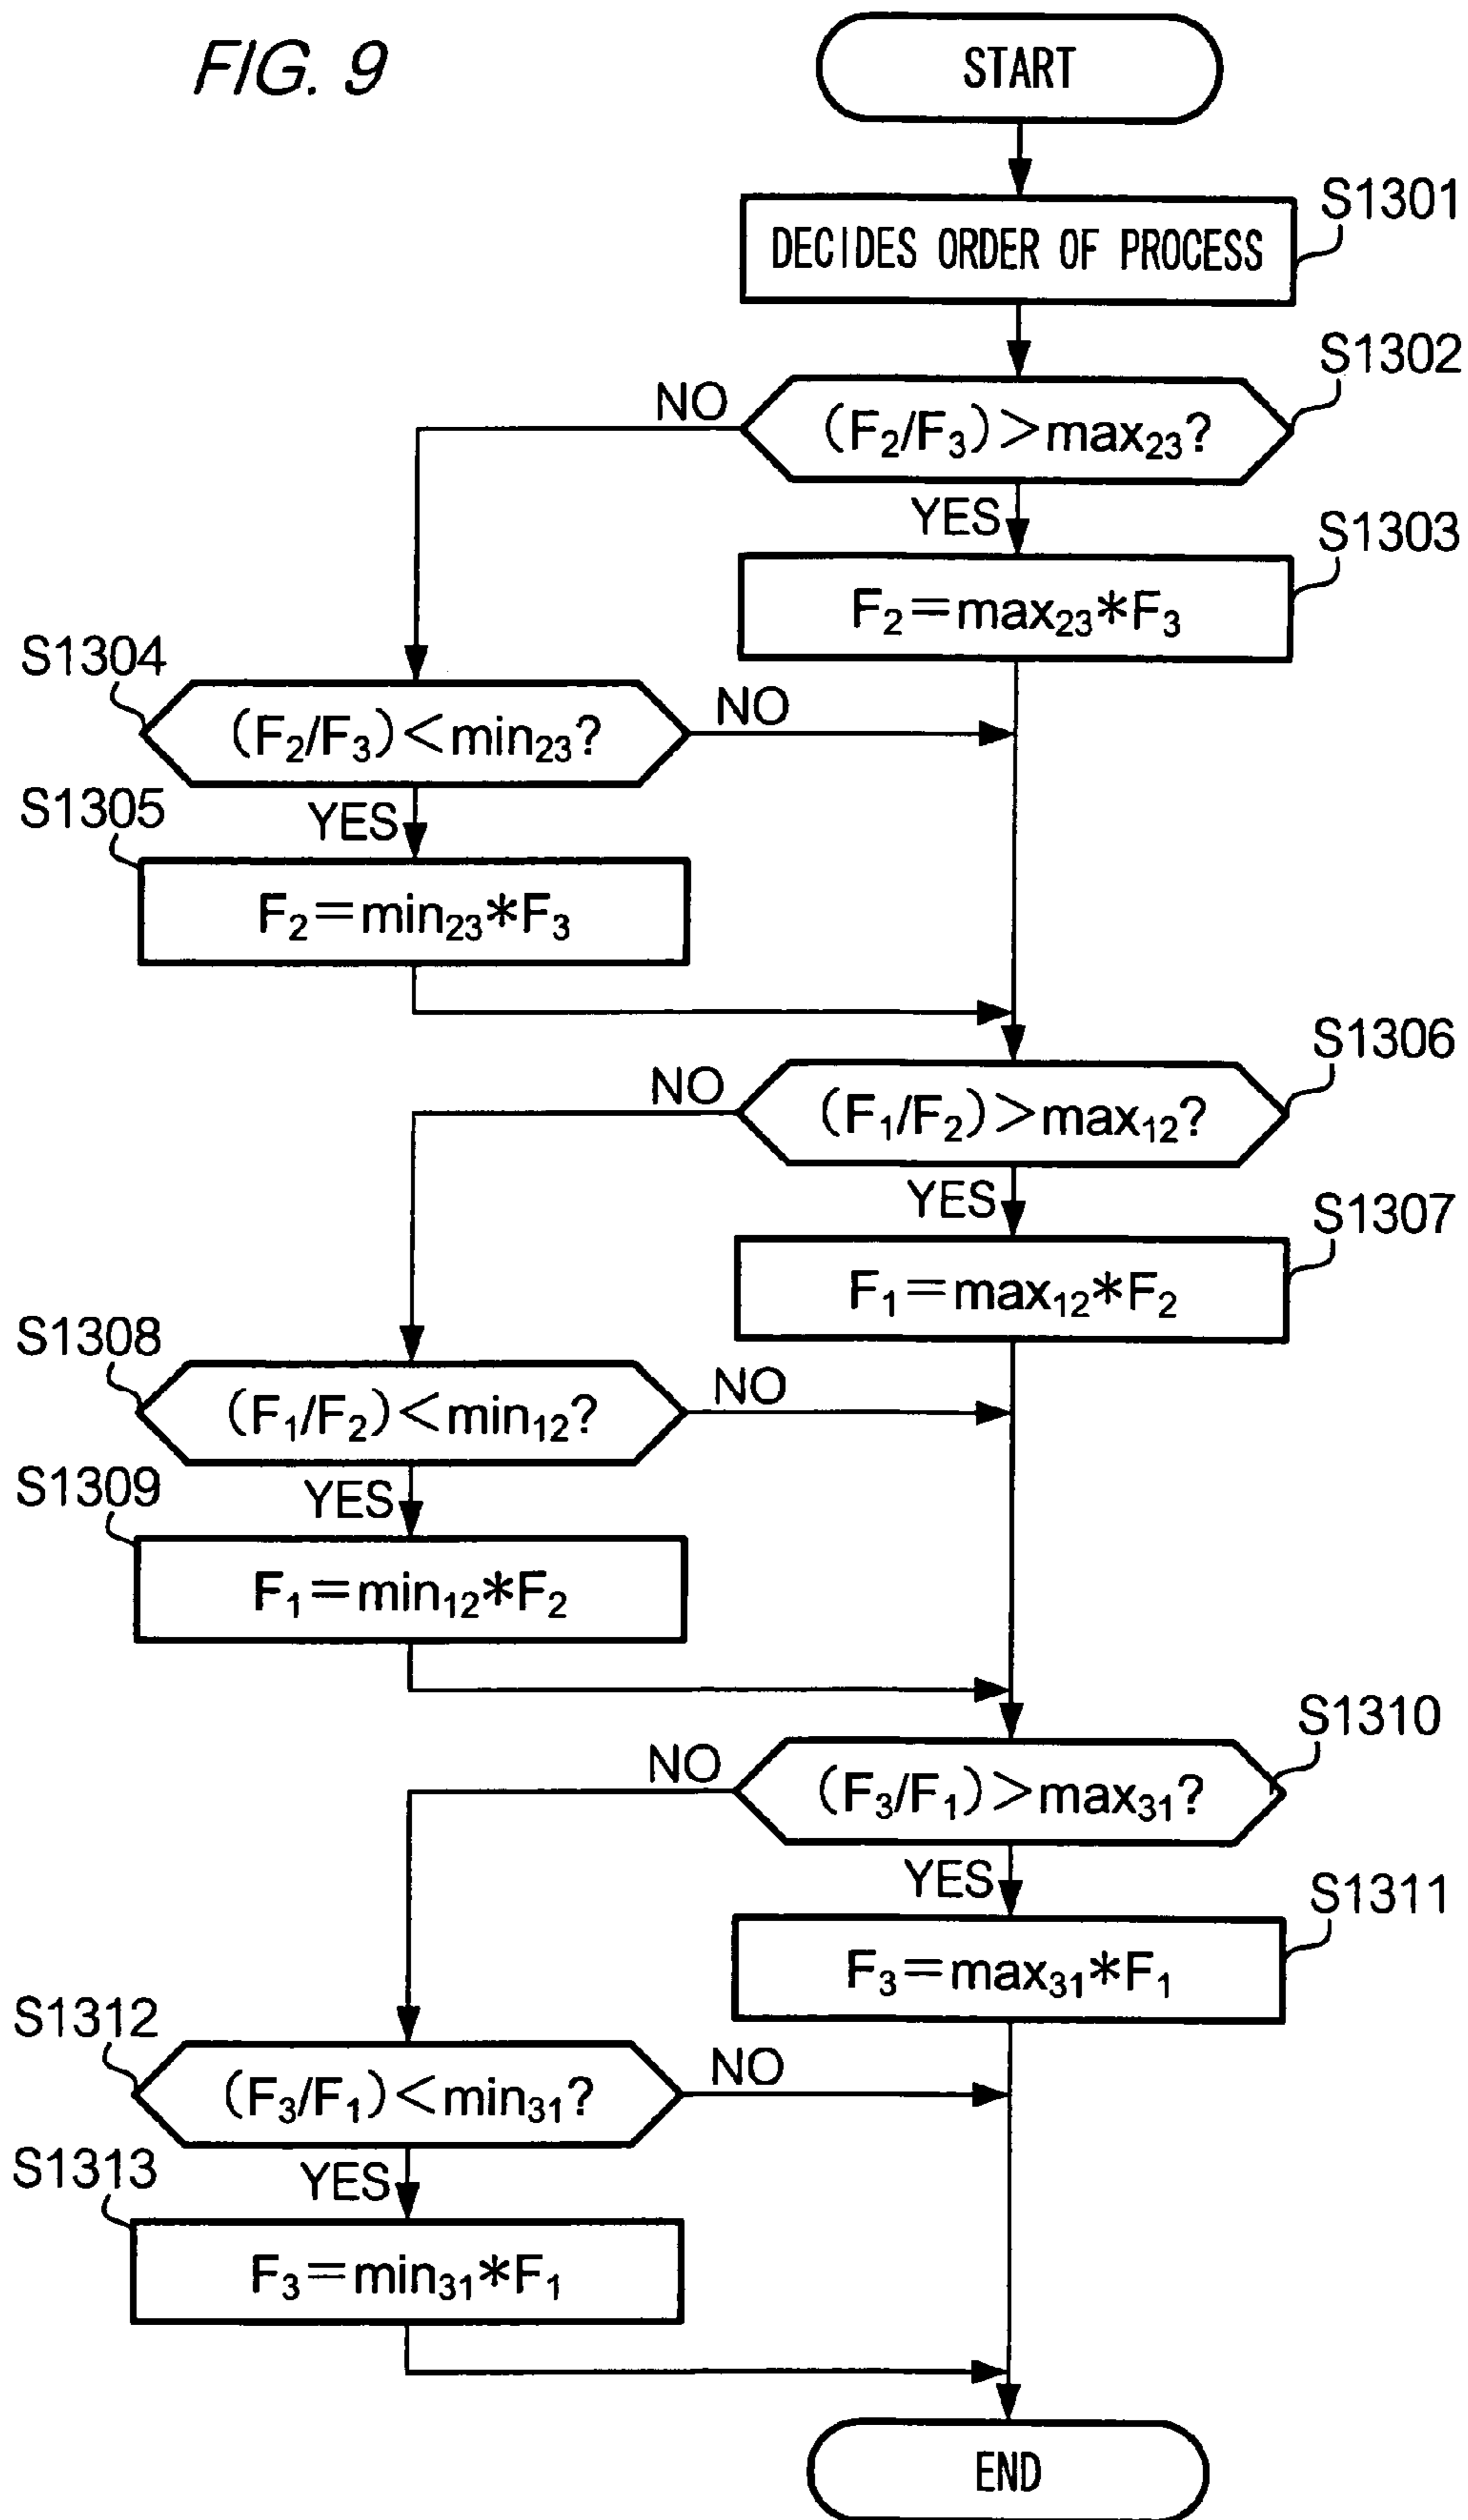 FIG. 9
START
S1301
DECIDES ORDER OF PROCESS
S1302
NO
(F₂/F₃)>max₂₃?
YES
S1303
F₂=max₂₃*F₃
S1304
(F₂/F₃)<min₂₃?
NO
S1305
YES
F₂=min₂₃*F₃
S1306
NO
(F₁/F₂)>max₁₂?
YES
S1307
F₁=max₁₂*F₂
S1308
(F₁/F₂)<min₁₂?
NO
S1309
YES
F₁=min₁₂*F₂
S1310
NO
(F₃/F₁)>max₃₁?
YES
S1311
F₃=max₃₁*F₁
S1312
(F₃/F₁)<min₃₁?
NO
S1313
YES
F₃=min₃₁*F₁
END